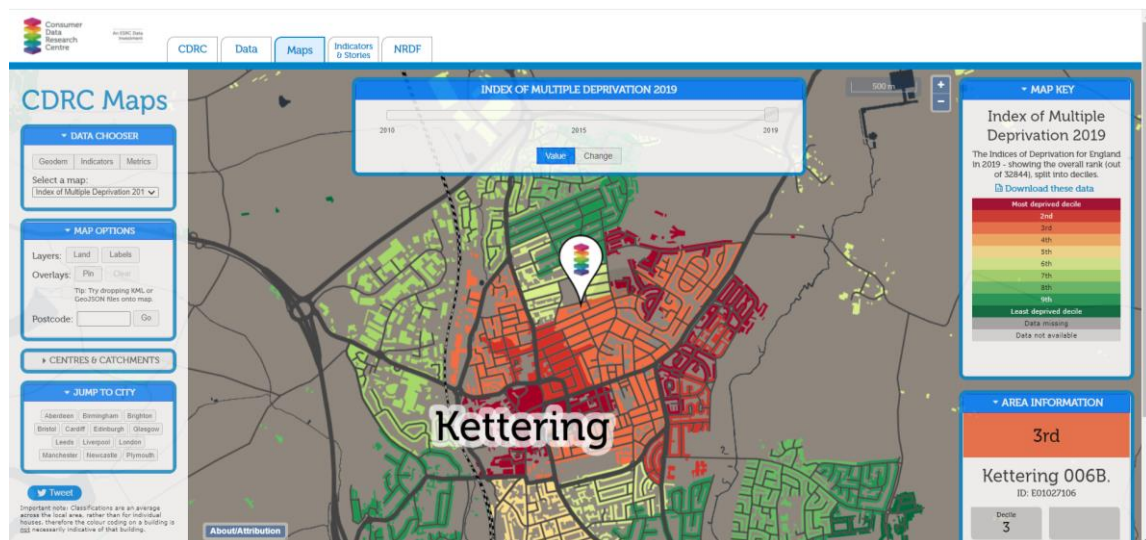 Consumer
Data
Research
Centre
An ESRC Data
Investment
CDRC
Data
Maps
Indicators
& Stories
NRDF
CDRC Maps
DATA CHOOSER
Geodem
Indicators
Metrics
Select a map:
Index of Multiple Deprivation 201
MAP OPTIONS
Layers:
Land
Labels
Overlays:
Pin
Clear
Tip: Try dropping KML or
GeoJSON files onto map.
Postcode:
Go
CENTRES & CATCHMENTS
JUMP TO CITY
Aberdeen
Birmingham
Brighton
Bristol
Cardiff
Edinburgh
Glasgow
Leeds
Liverpool
London
Manchester
Newcastle
Plymouth
Tweet
Important note: Classifications are an average
across the local area, rather than for individual
houses, therefore the colour coding on a building is
not necessarily indicative of that building.
INDEX OF MULTIPLE DEPRIVATION 2019
2010
2015
2019
Value
Change
500 m
+
−
Kettering
About/Attribution
MAP KEY
Index of Multiple
Deprivation 2019
The Indices of Deprivation for England
in 2019 - showing the overall rank (out
of 32844), split into deciles.
Download these data
Most deprived decile
2nd
3rd
4th
5th
6th
7th
8th
9th
Least deprived decile
Data missing
Data not available
AREA INFORMATION
3rd
Kettering 006B.
ID: E01027106
Decile
3